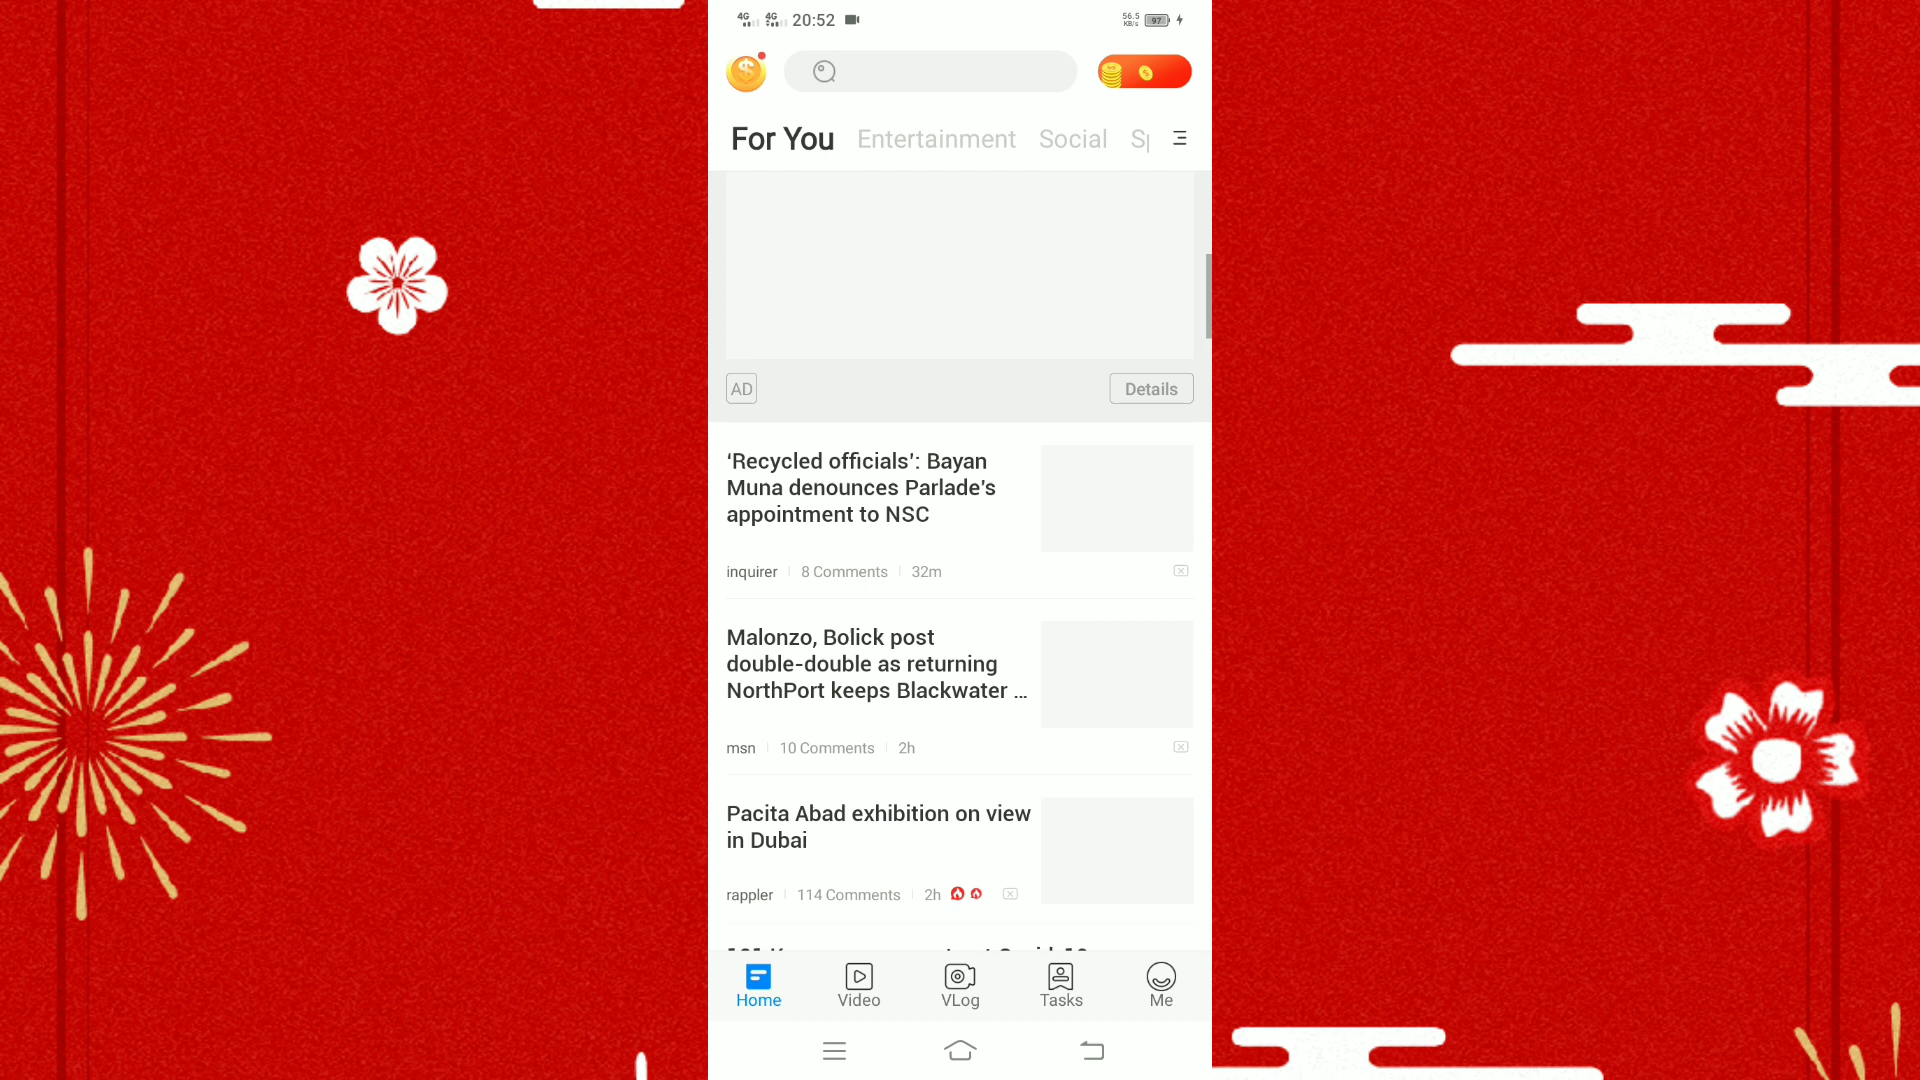 4G 4G 20:52 56.5 KB/s 97
For You Entertainment Social
AD Details
‘Recycled officials’: Bayan
Muna denounces Parlade’s
appointment to NSC
inquirer 8 Comments 32m
Malonzo, Bolick post
double-double as returning
NorthPort keeps Blackwater ...
msn 10 Comments 2h
Pacita Abad exhibition on view
in Dubai
rappler 114 Comments 2h
Home Video VLog Tasks Me